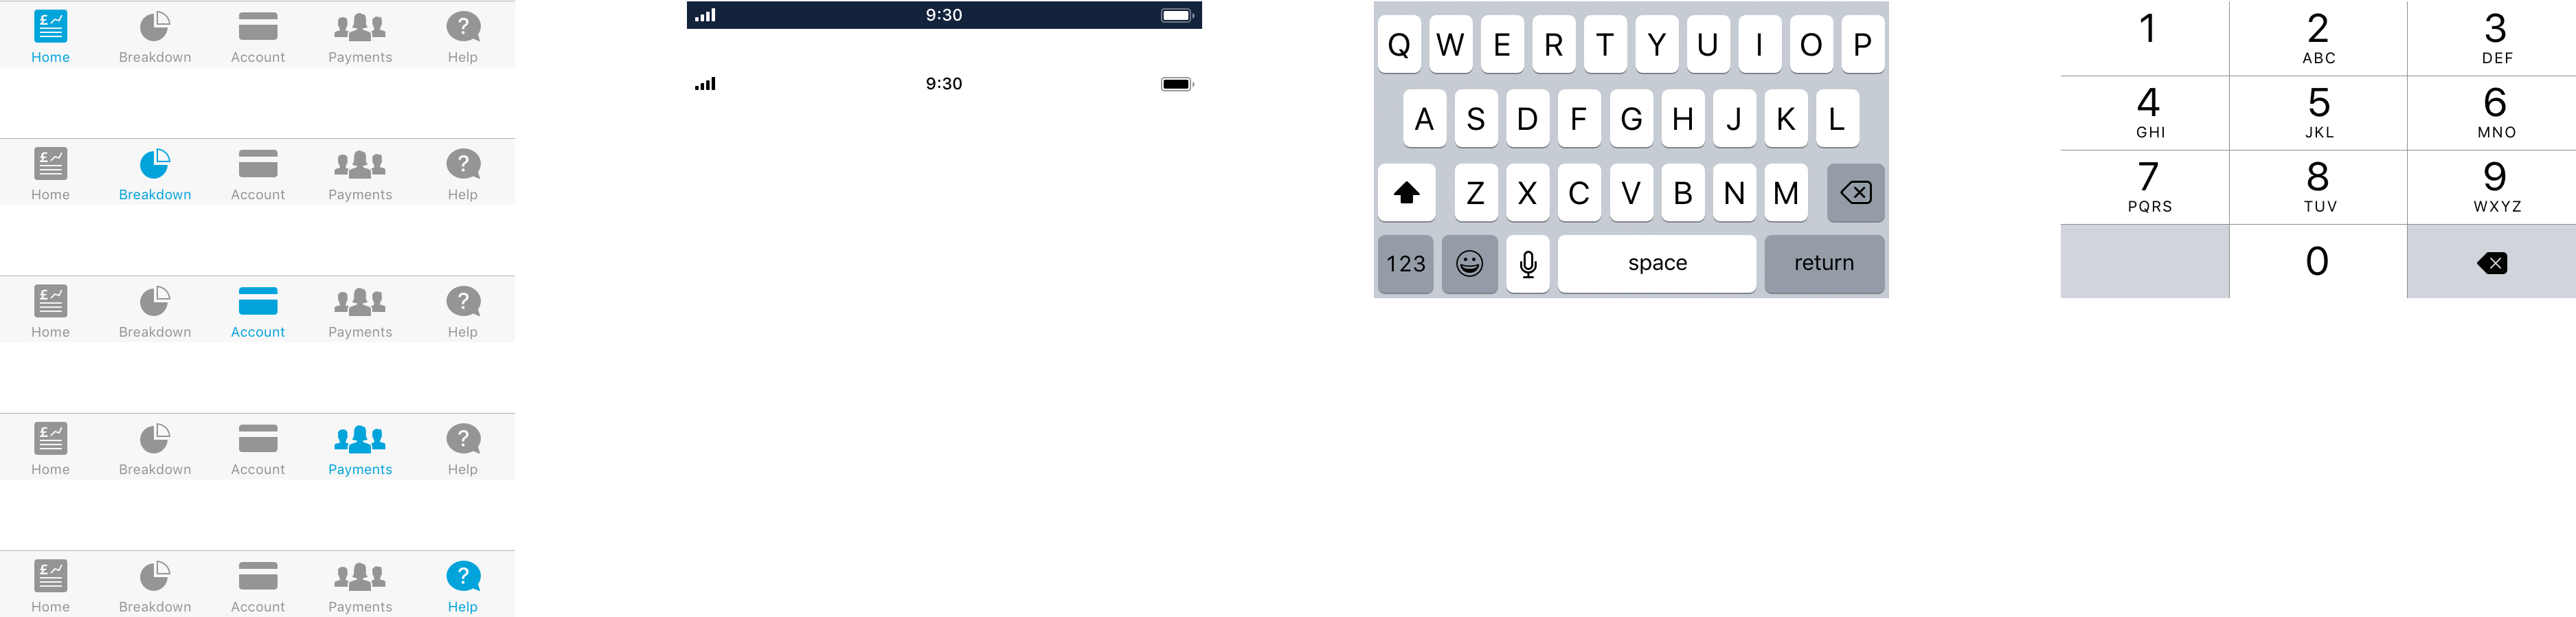 £
Home Breakdown Account Payments ? Help
£
Home Breakdown Account Payments ? Help
£
Home Breakdown Account Payments ? Help
£
Home Breakdown Account Payments ? Help
£
Home Breakdown Account Payments ? Help
9:30
9:30
Q W E R T Y U I O P
A S D F G H J K L
Z X C V B N M
123 space return
1 2 3
ABC DEF
4 5 6
GHI JKL MNO
7 8 9
PQRS TUV WXYZ
0